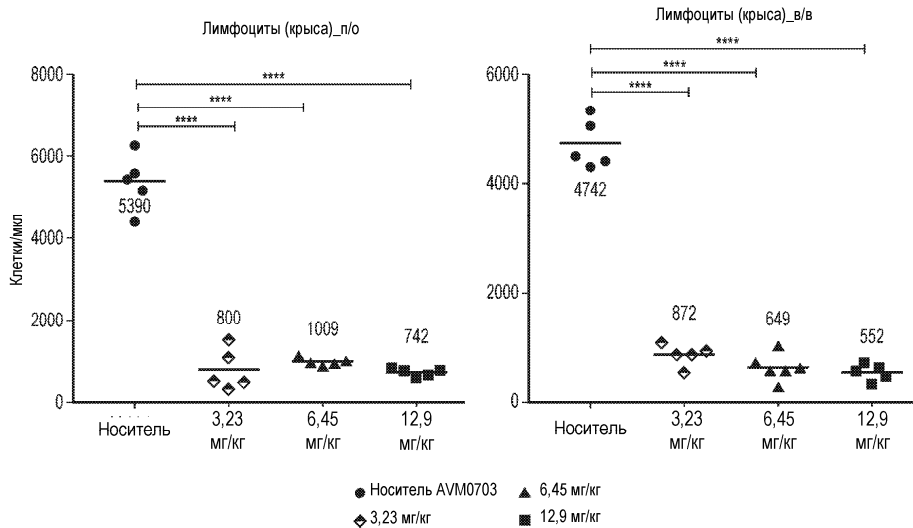 Лимфоциты (крыса)_п/о
Клетки/мкл
8000
6000
4000
2000
0
****
****
****
5390
800
1009
742
Носитель
3,23 мг/кг
6,45 мг/кг
12,9 мг/кг
Лимфоциты (крыса)_в/в
6000
4000
2000
0
****
****
****
4742
872
649
552
Носитель
3,23 мг/кг
6,45 мг/кг
12,9 мг/кг
Носитель AVM0703
6,45 мг/кг
3,23 мг/кг
12,9 мг/кг